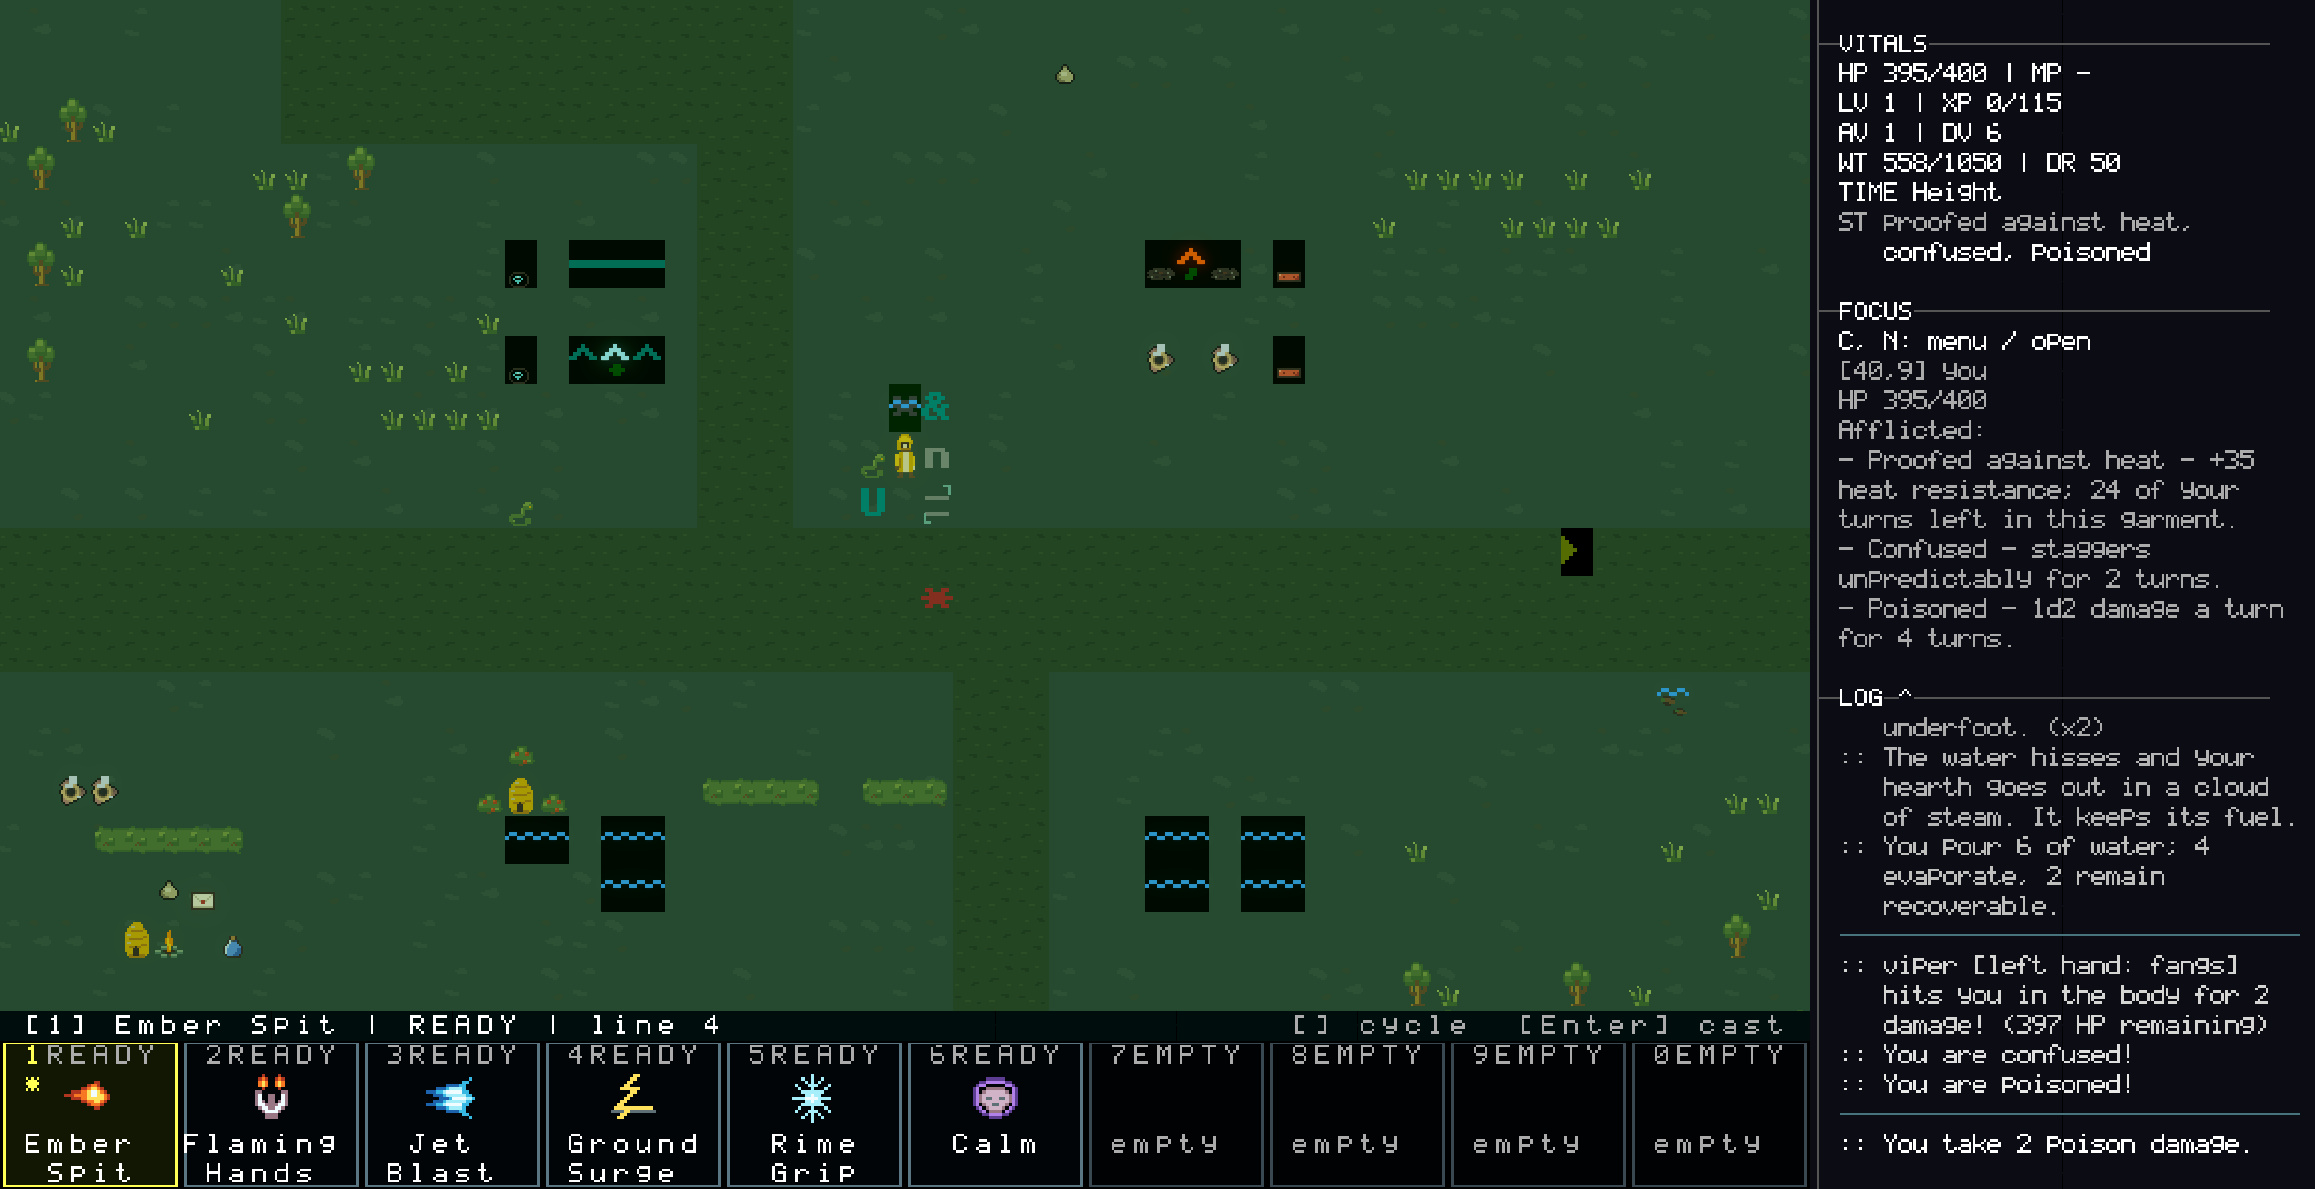 VITALS
HP 395/400 | MP -
LV 1 | XP 0/115
AV 1 | DV 6
WT 558/1050 | DR 50
TIME Height
ST Proofed against heat,
confused, Poisoned
FOCUS
C, N: menu / open
[40,9] You
HP 395/400
Afflicted:
- Proofed against heat - +35
heat resistance; 24 of your
turns left in this garment.
- Confused - staggers
unpredictably for 2 turns.
- Poisoned - 1d2 damage a turn
for 4 turns.
LOG ^
underfoot. (x2)
:: The water hisses and your
hearth goes out in a cloud
of steam. It keeps its fuel.
:: You pour 6 of water; 4
evaporate, 2 remain
recoverable.
:: viper [left hand: fangs]
hits you in the body for 2
damage! (397 HP remaining)
:: You are confused!
:: You are Poisoned!
:: You take 2 Poison damage.
&
n
U
[1] Ember Spit | READY | line 4
[] cycle [Enter] cast
1READY
2READY
3READY
4READY
5READY
6READY
7EMPTY
8EMPTY
9EMPTY
0EMPTY
Ember
Spit
Flaming
Hands
Jet
Blast
Ground
Surge
Rime
Grip
Calm
empty
empty
empty
empty